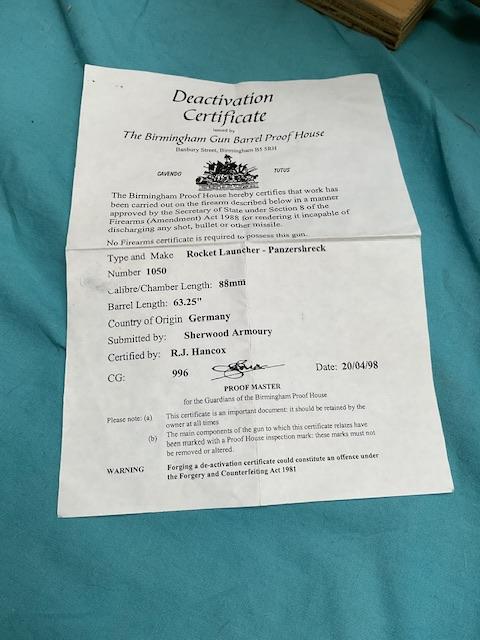 Deactivation
Certificate
issued by
The Birmingham Gun Barrel Proof House
Banbury Street, Birmingham B5 5RH
CAVENDO TUTUS
The Birmingham Proof House hereby certifies that work has
been carried out on the firearm described below in a manner
approved by the Secretary of State under Section 8 of the
Firearms (Amendment) Act 1988 for rendering it incapable of
discharging any shot, bullet or other missile.
No Firearms certificate is required to possess this gun.
Type and Make Rocket Launcher - Panzershreck
Number 1050
Calibre/Chamber Length: 88mm
Barrel Length: 63.25"
Country of Origin Germany
Submitted by: Sherwood Armoury
Certified by: R.J. Hancox
CG: 996 Date: 20/04/98
PROOF MASTER
for the Guardians of the Birmingham Proof House
Please note: (a) This certificate is an important document: it should be retained by the
owner at all times
(b) The main components of the gun to which this certificate relates have
been marked with a Proof House inspection mark: these marks must not
be removed or altered.
WARNING Forging a de-activation certificate could constitute an offence under
the Forgery and Counterfeiting Act 1981